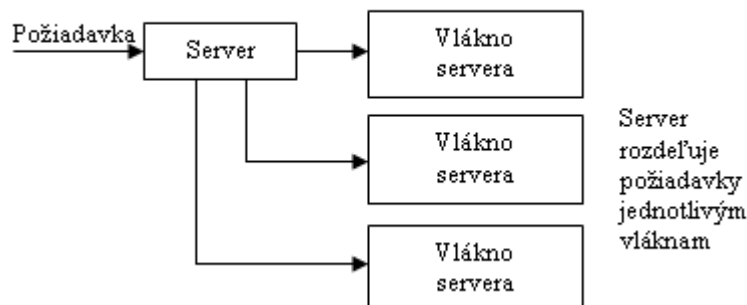 Požiadavka
Server
Vlákno
servera
Vlákno
servera
Vlákno
servera
Server
rozdeľuje
požiadavky
jednotlivým
vláknam